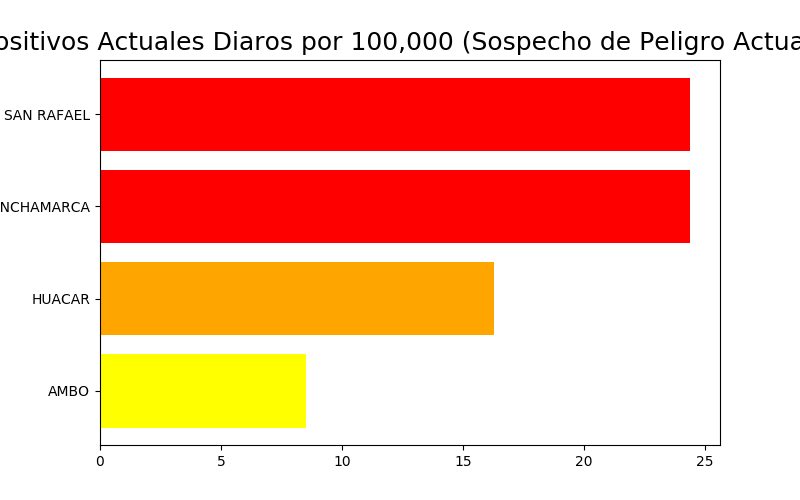 ositivos Actuales Diaros por 100,000 (Sospecho de Peligro Actua
SAN RAFAEL
NCHAMARCA
HUACAR
AMBO
0 5 10 15 20 25